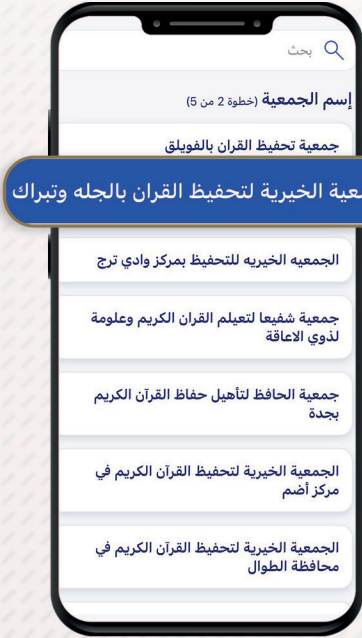 بحث
إسم الجمعية (خطوة 2 من 5)
جمعية تحفيظ القران بالفويلق
الخيرية لتحفيظ القران بالجله وتبراك
الجمعيه الخيريه للتحفيظ بمركز وادي ترج
جمعية شفيعا لتعيلم القران الكريم وعلومة
لذوي الاعاقة
جمعية الحافظ لتأهيل حفاظ القرآن الكريم
بجدة
الجمعية الخيرية لتحفيظ القرآن الكريم في
مركز أضم
الجمعية الخيرية لتحفيظ القرآن الكريم في
محافظة الطوال